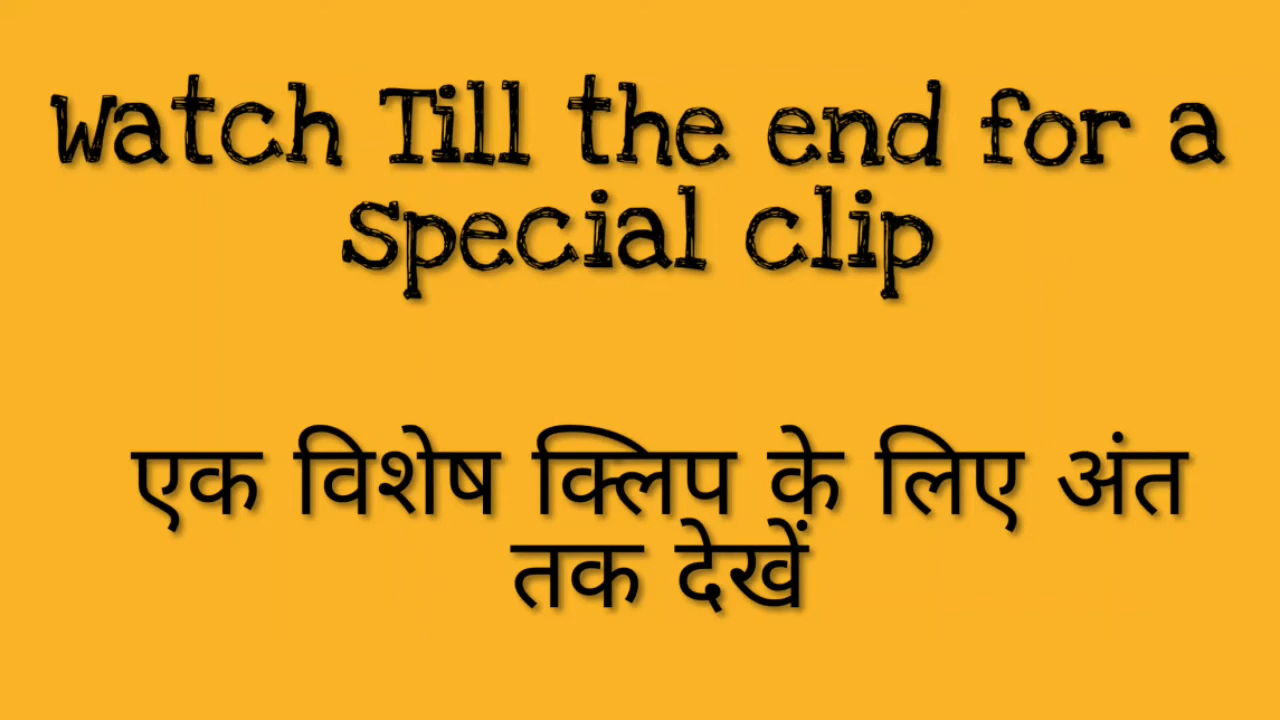 Watch Till the end for a
Special clip
एक विशेष क्लिप के लिए अंत
तक देखें